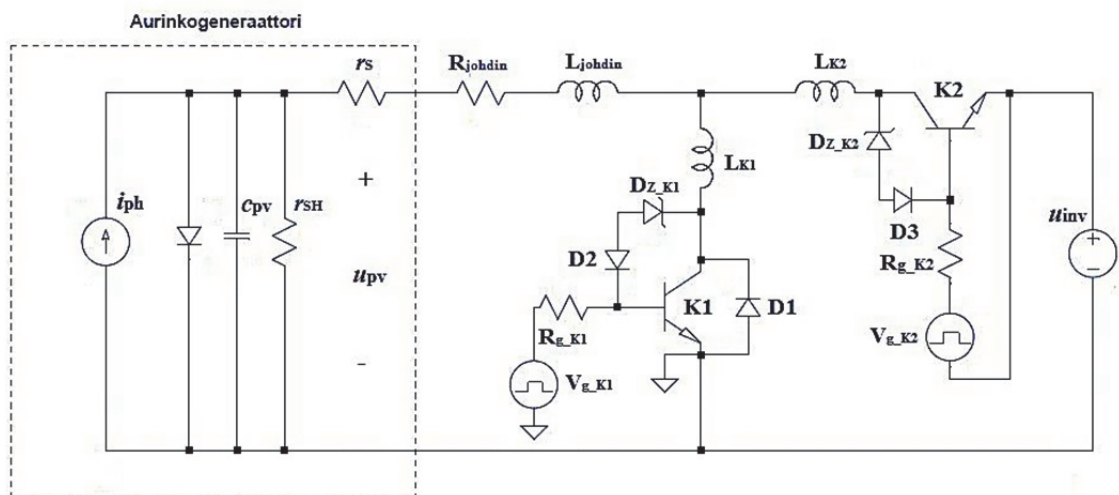 Aurinkogeneraattori
rS
Rjohdin
Ljohdin
LK2
K2
DZ_K2
LK1
DZ_K1
+
iph
cpv
rSH
D3
uinv
+
−
D2
Rg_K2
upv
K1
D1
Rg_K1
Vg_K2
-
Vg_K1